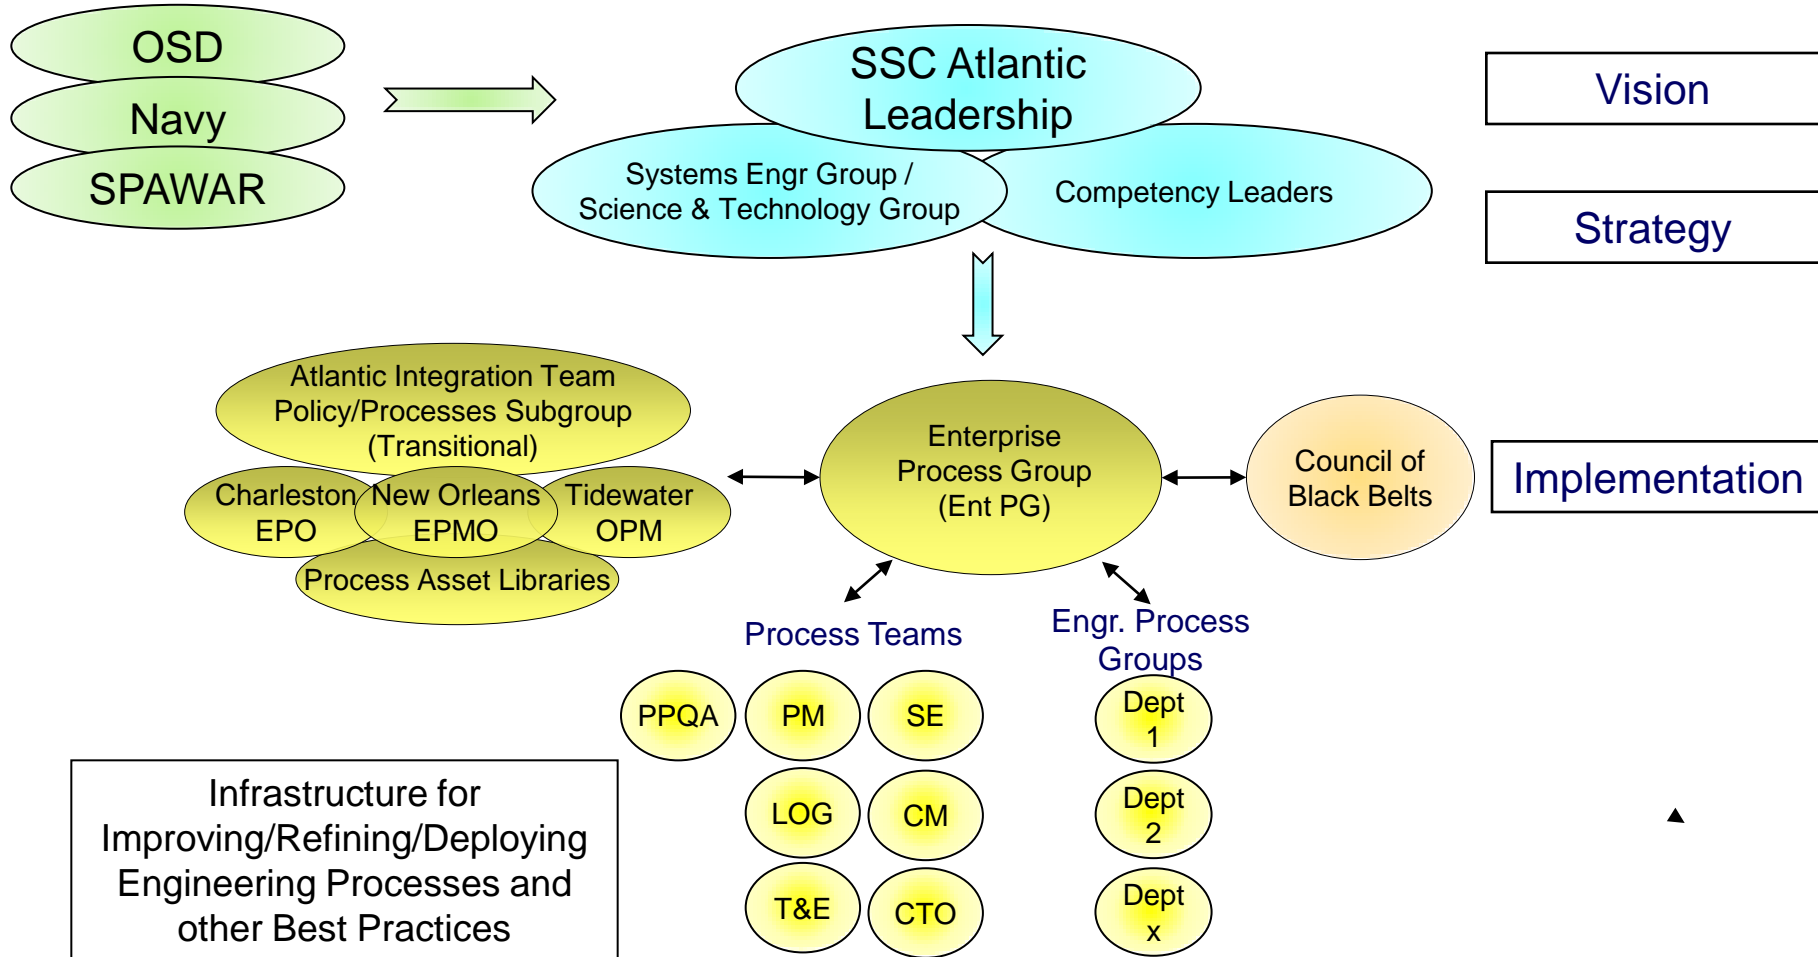 OSD
Navy
SPAWAR
SSC Atlantic
Leadership
Systems Engr Group /
Science & Technology Group
Competency Leaders
Vision
Strategy
Atlantic Integration Team
Policy/Processes Subgroup
(Transitional)
Charleston
EPO
New Orleans
EPMO
Tidewater
OPM
Process Asset Libraries
Enterprise
Process Group
(Ent PG)
Council of
Black Belts
Implementation
Process Teams
Engr. Process
Groups
PPQA
PM
SE
LOG
CM
T&E
CTO
Dept
1
Dept
2
Dept
x
Infrastructure for
Improving/Refining/Deploying
Engineering Processes and
other Best Practices